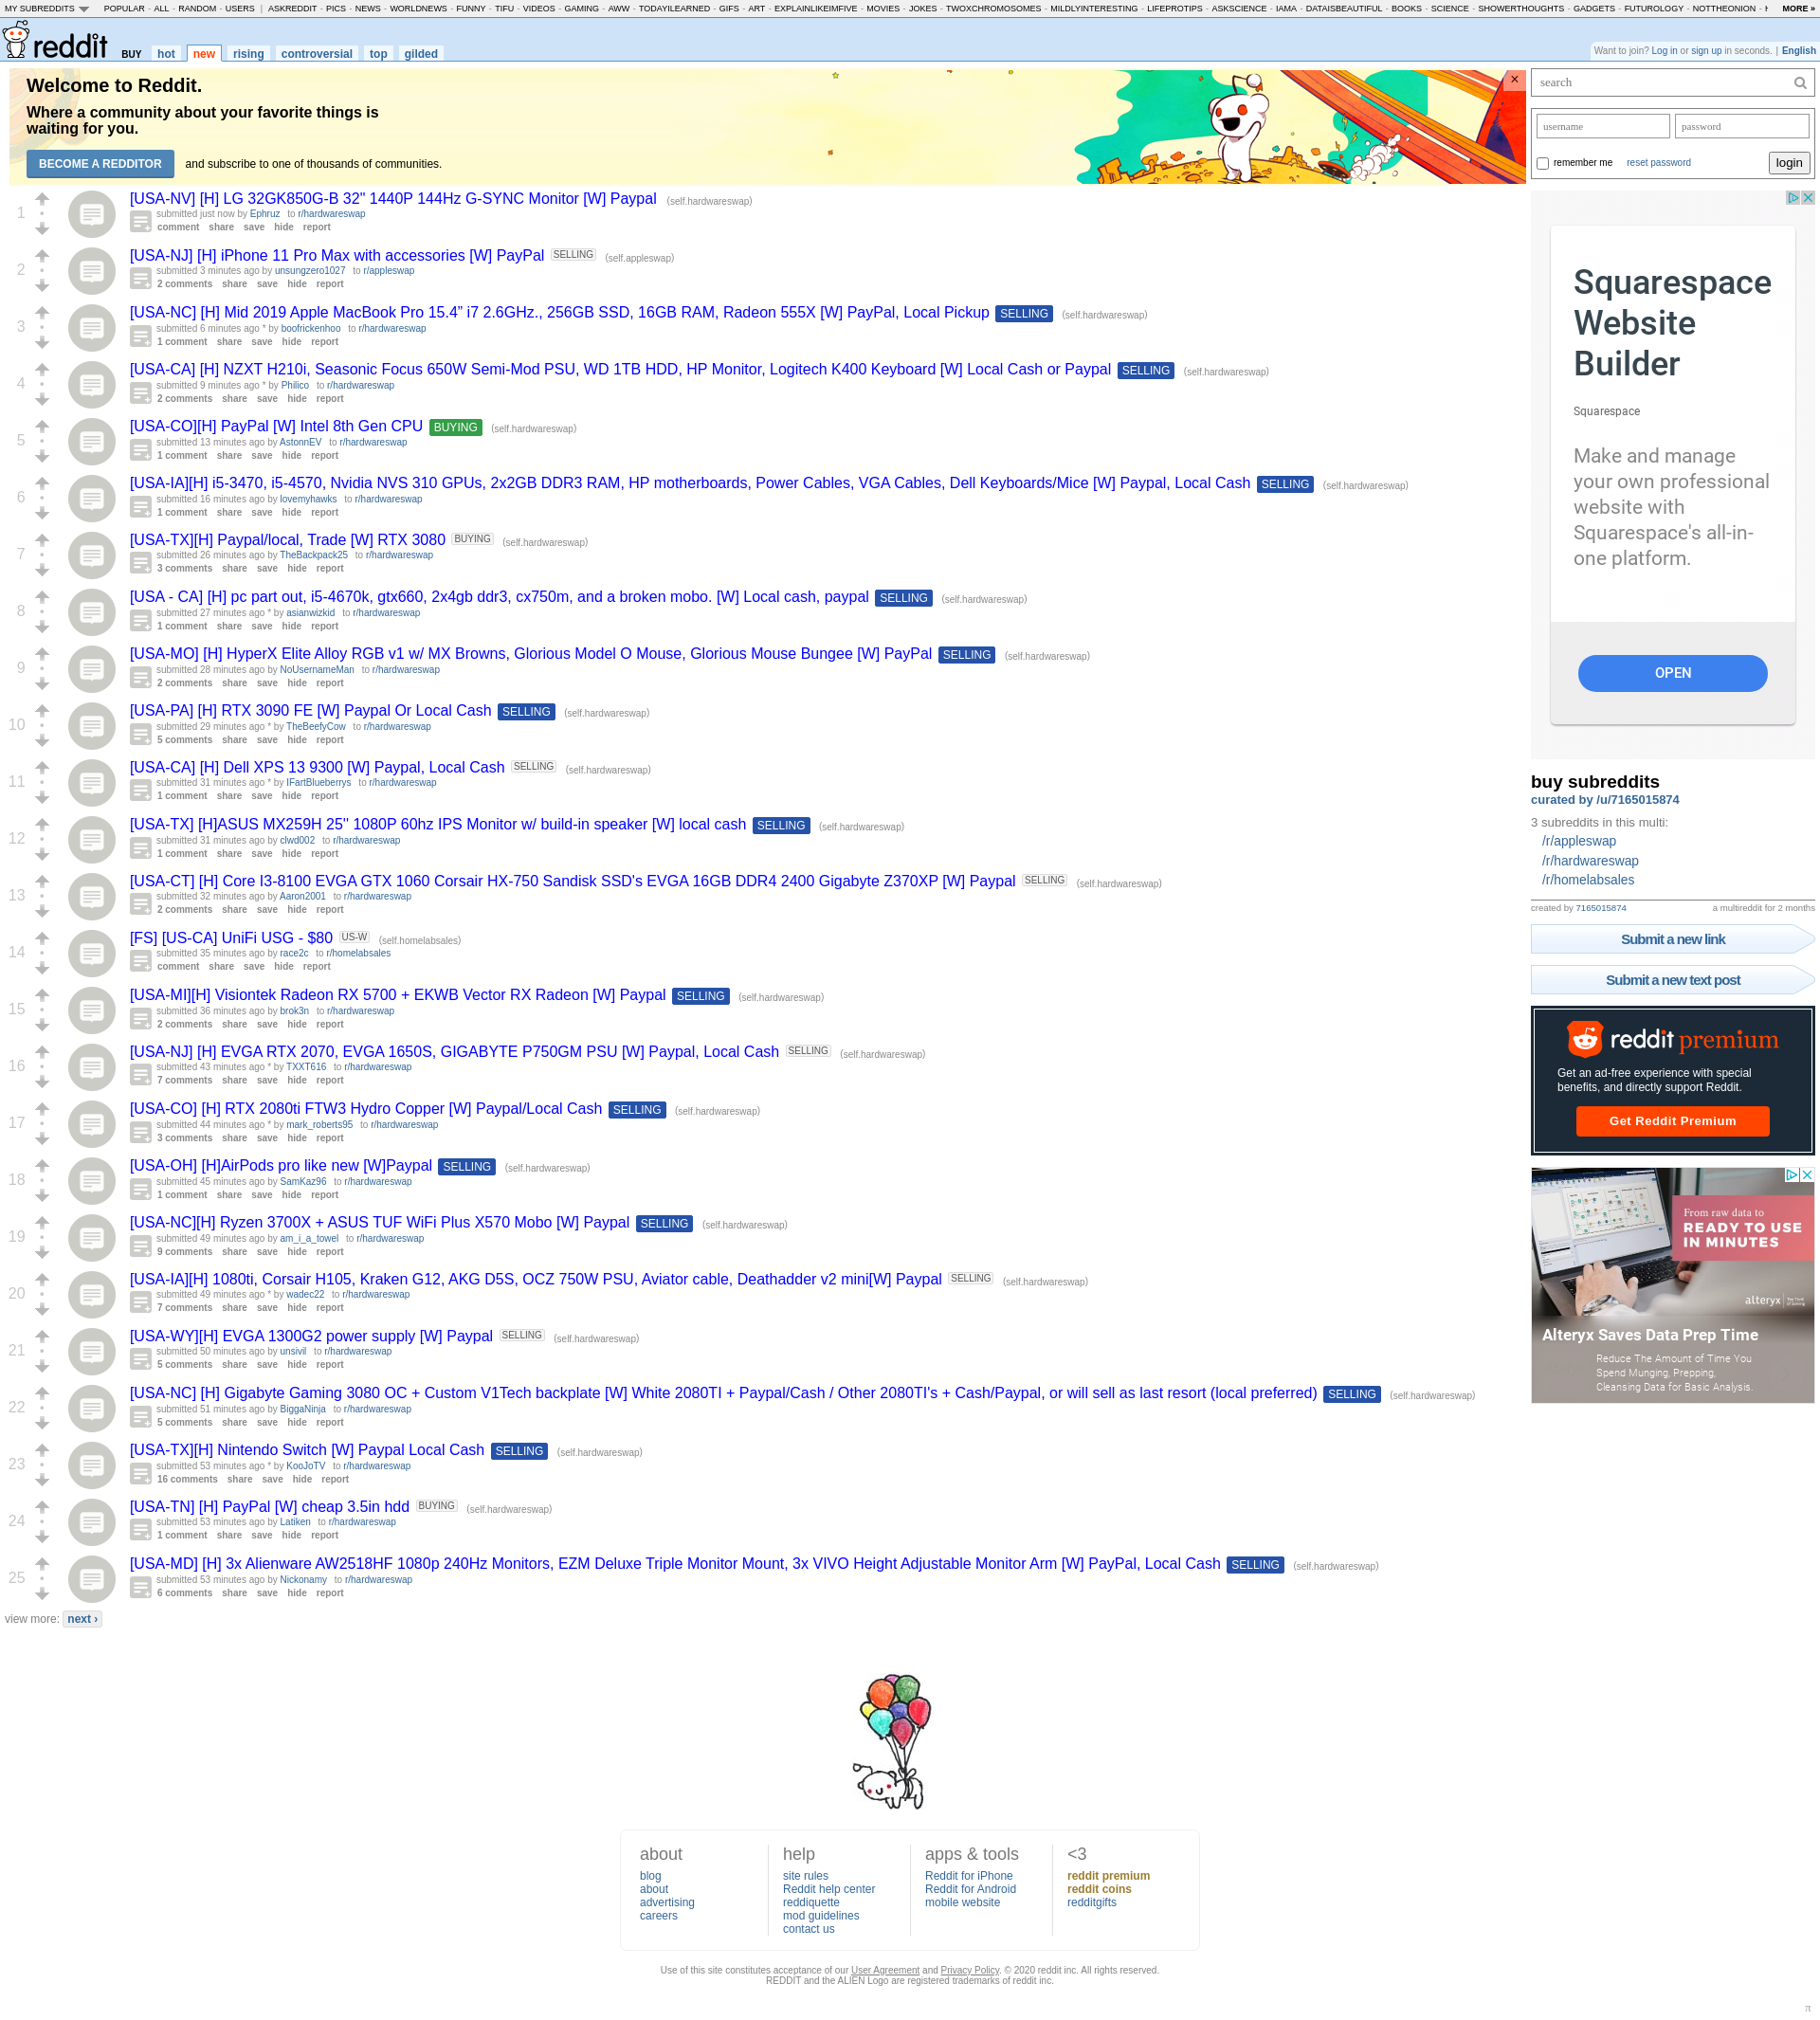 MY SUBREDDITS POPULAR - ALL - RANDOM - USERS | ASKREDDIT - PICS - NEWS - WORLDNEWS - FUNNY - TIFU - VIDEOS - GAMING - AWW - TODAYILEARNED - GIFS - ART - EXPLAINLIKEIMFIVE - MOVIES - JOKES - TWOXCHROMOSOMES - MILDLYINTERESTING - LIFEPROTIPS - ASKSCIENCE - IAMA - DATAISBEAUTIFUL - BOOKS - SCIENCE - SHOWERTHOUGHTS - GADGETS - FUTUROLOGY - NOTTHEONION - MORE »
reddit BUY hot new rising controversial top gilded
Want to join? Log in or sign up in seconds. | English
Welcome to Reddit.
Where a community about your favorite things is
waiting for you.
BECOME A REDDITOR and subscribe to one of thousands of communities.
×
1
[USA-NV] [H] LG 32GK850G-B 32" 1440P 144Hz G-SYNC Monitor [W] Paypal (self.hardwareswap)
submitted just now by Ephruz to r/hardwareswap
comment share save hide report
2
[USA-NJ] [H] iPhone 11 Pro Max with accessories [W] PayPal SELLING (self.appleswap)
submitted 3 minutes ago by unsungzero1027 to r/appleswap
2 comments share save hide report
3
[USA-NC] [H] Mid 2019 Apple MacBook Pro 15.4” i7 2.6GHz., 256GB SSD, 16GB RAM, Radeon 555X [W] PayPal, Local Pickup SELLING (self.hardwareswap)
submitted 6 minutes ago * by boofrickenhoo to r/hardwareswap
1 comment share save hide report
4
[USA-CA] [H] NZXT H210i, Seasonic Focus 650W Semi-Mod PSU, WD 1TB HDD, HP Monitor, Logitech K400 Keyboard [W] Local Cash or Paypal SELLING (self.hardwareswap)
submitted 9 minutes ago * by Philico to r/hardwareswap
2 comments share save hide report
5
[USA-CO][H] PayPal [W] Intel 8th Gen CPU BUYING (self.hardwareswap)
submitted 13 minutes ago by AstonnEV to r/hardwareswap
1 comment share save hide report
6
[USA-IA][H] i5-3470, i5-4570, Nvidia NVS 310 GPUs, 2x2GB DDR3 RAM, HP motherboards, Power Cables, VGA Cables, Dell Keyboards/Mice [W] Paypal, Local Cash SELLING (self.hardwareswap)
submitted 16 minutes ago by lovemyhawks to r/hardwareswap
1 comment share save hide report
7
[USA-TX][H] Paypal/local, Trade [W] RTX 3080 BUYING (self.hardwareswap)
submitted 26 minutes ago by TheBackpack25 to r/hardwareswap
3 comments share save hide report
8
[USA - CA] [H] pc part out, i5-4670k, gtx660, 2x4gb ddr3, cx750m, and a broken mobo. [W] Local cash, paypal SELLING (self.hardwareswap)
submitted 27 minutes ago * by asianwizkid to r/hardwareswap
1 comment share save hide report
9
[USA-MO] [H] HyperX Elite Alloy RGB v1 w/ MX Browns, Glorious Model O Mouse, Glorious Mouse Bungee [W] PayPal SELLING (self.hardwareswap)
submitted 28 minutes ago by NoUsernameMan to r/hardwareswap
2 comments share save hide report
10
[USA-PA] [H] RTX 3090 FE [W] Paypal Or Local Cash SELLING (self.hardwareswap)
submitted 29 minutes ago * by TheBeefyCow to r/hardwareswap
5 comments share save hide report
11
[USA-CA] [H] Dell XPS 13 9300 [W] Paypal, Local Cash SELLING (self.hardwareswap)
submitted 31 minutes ago * by IFartBlueberrys to r/hardwareswap
1 comment share save hide report
12
[USA-TX] [H]ASUS MX259H 25'' 1080P 60hz IPS Monitor w/ build-in speaker [W] local cash SELLING (self.hardwareswap)
submitted 31 minutes ago by clwd002 to r/hardwareswap
1 comment share save hide report
13
[USA-CT] [H] Core I3-8100 EVGA GTX 1060 Corsair HX-750 Sandisk SSD's EVGA 16GB DDR4 2400 Gigabyte Z370XP [W] Paypal SELLING (self.hardwareswap)
submitted 32 minutes ago by Aaron2001 to r/hardwareswap
2 comments share save hide report
14
[FS] [US-CA] UniFi USG - $80 US-W (self.homelabsales)
submitted 35 minutes ago by race2c to r/homelabsales
comment share save hide report
15
[USA-MI][H] Visiontek Radeon RX 5700 + EKWB Vector RX Radeon [W] Paypal SELLING (self.hardwareswap)
submitted 36 minutes ago by brok3n to r/hardwareswap
2 comments share save hide report
16
[USA-NJ] [H] EVGA RTX 2070, EVGA 1650S, GIGABYTE P750GM PSU [W] Paypal, Local Cash SELLING (self.hardwareswap)
submitted 43 minutes ago * by TXXT616 to r/hardwareswap
7 comments share save hide report
17
[USA-CO] [H] RTX 2080ti FTW3 Hydro Copper [W] Paypal/Local Cash SELLING (self.hardwareswap)
submitted 44 minutes ago * by mark_roberts95 to r/hardwareswap
3 comments share save hide report
18
[USA-OH] [H]AirPods pro like new [W]Paypal SELLING (self.hardwareswap)
submitted 45 minutes ago by SamKaz96 to r/hardwareswap
1 comment share save hide report
19
[USA-NC][H] Ryzen 3700X + ASUS TUF WiFi Plus X570 Mobo [W] Paypal SELLING (self.hardwareswap)
submitted 49 minutes ago by am_i_a_towel to r/hardwareswap
9 comments share save hide report
20
[USA-IA][H] 1080ti, Corsair H105, Kraken G12, AKG D5S, OCZ 750W PSU, Aviator cable, Deathadder v2 mini[W] Paypal SELLING (self.hardwareswap)
submitted 49 minutes ago * by wadec22 to r/hardwareswap
7 comments share save hide report
21
[USA-WY][H] EVGA 1300G2 power supply [W] Paypal SELLING (self.hardwareswap)
submitted 50 minutes ago by unsivil to r/hardwareswap
5 comments share save hide report
22
[USA-NC] [H] Gigabyte Gaming 3080 OC + Custom V1Tech backplate [W] White 2080TI + Paypal/Cash / Other 2080TI's + Cash/Paypal, or will sell as last resort (local preferred) SELLING (self.hardwareswap)
submitted 51 minutes ago by BiggaNinja to r/hardwareswap
5 comments share save hide report
23
[USA-TX][H] Nintendo Switch [W] Paypal Local Cash SELLING (self.hardwareswap)
submitted 53 minutes ago * by KooJoTV to r/hardwareswap
16 comments share save hide report
24
[USA-TN] [H] PayPal [W] cheap 3.5in hdd BUYING (self.hardwareswap)
submitted 53 minutes ago by Latiken to r/hardwareswap
1 comment share save hide report
25
[USA-MD] [H] 3x Alienware AW2518HF 1080p 240Hz Monitors, EZM Deluxe Triple Monitor Mount, 3x VIVO Height Adjustable Monitor Arm [W] PayPal, Local Cash SELLING (self.hardwareswap)
submitted 53 minutes ago by Nickonamy to r/hardwareswap
6 comments share save hide report
view more: next ›
search
username password
remember me reset password login
Squarespace
Website
Builder
Squarespace
Make and manage
your own professional
website with
Squarespace's all-in-
one platform.
OPEN
buy subreddits
curated by /u/7165015874
3 subreddits in this multi:
/r/appleswap
/r/hardwareswap
/r/homelabsales
created by 7165015874 a multireddit for 2 months
Submit a new link
Submit a new text post
reddit premium
Get an ad-free experience with special
benefits, and directly support Reddit.
Get Reddit Premium
From raw data to
READY TO USE
IN MINUTES
alteryx
Alteryx Saves Data Prep Time
Reduce The Amount of Time You
Spend Munging, Prepping,
Cleansing Data for Basic Analysis.
about
blog
about
advertising
careers
help
site rules
Reddit help center
reddiquette
mod guidelines
contact us
apps & tools
Reddit for iPhone
Reddit for Android
mobile website
<3
reddit premium
reddit coins
redditgifts
Use of this site constitutes acceptance of our User Agreement and Privacy Policy. © 2020 reddit inc. All rights reserved.
REDDIT and the ALIEN Logo are registered trademarks of reddit inc.
π